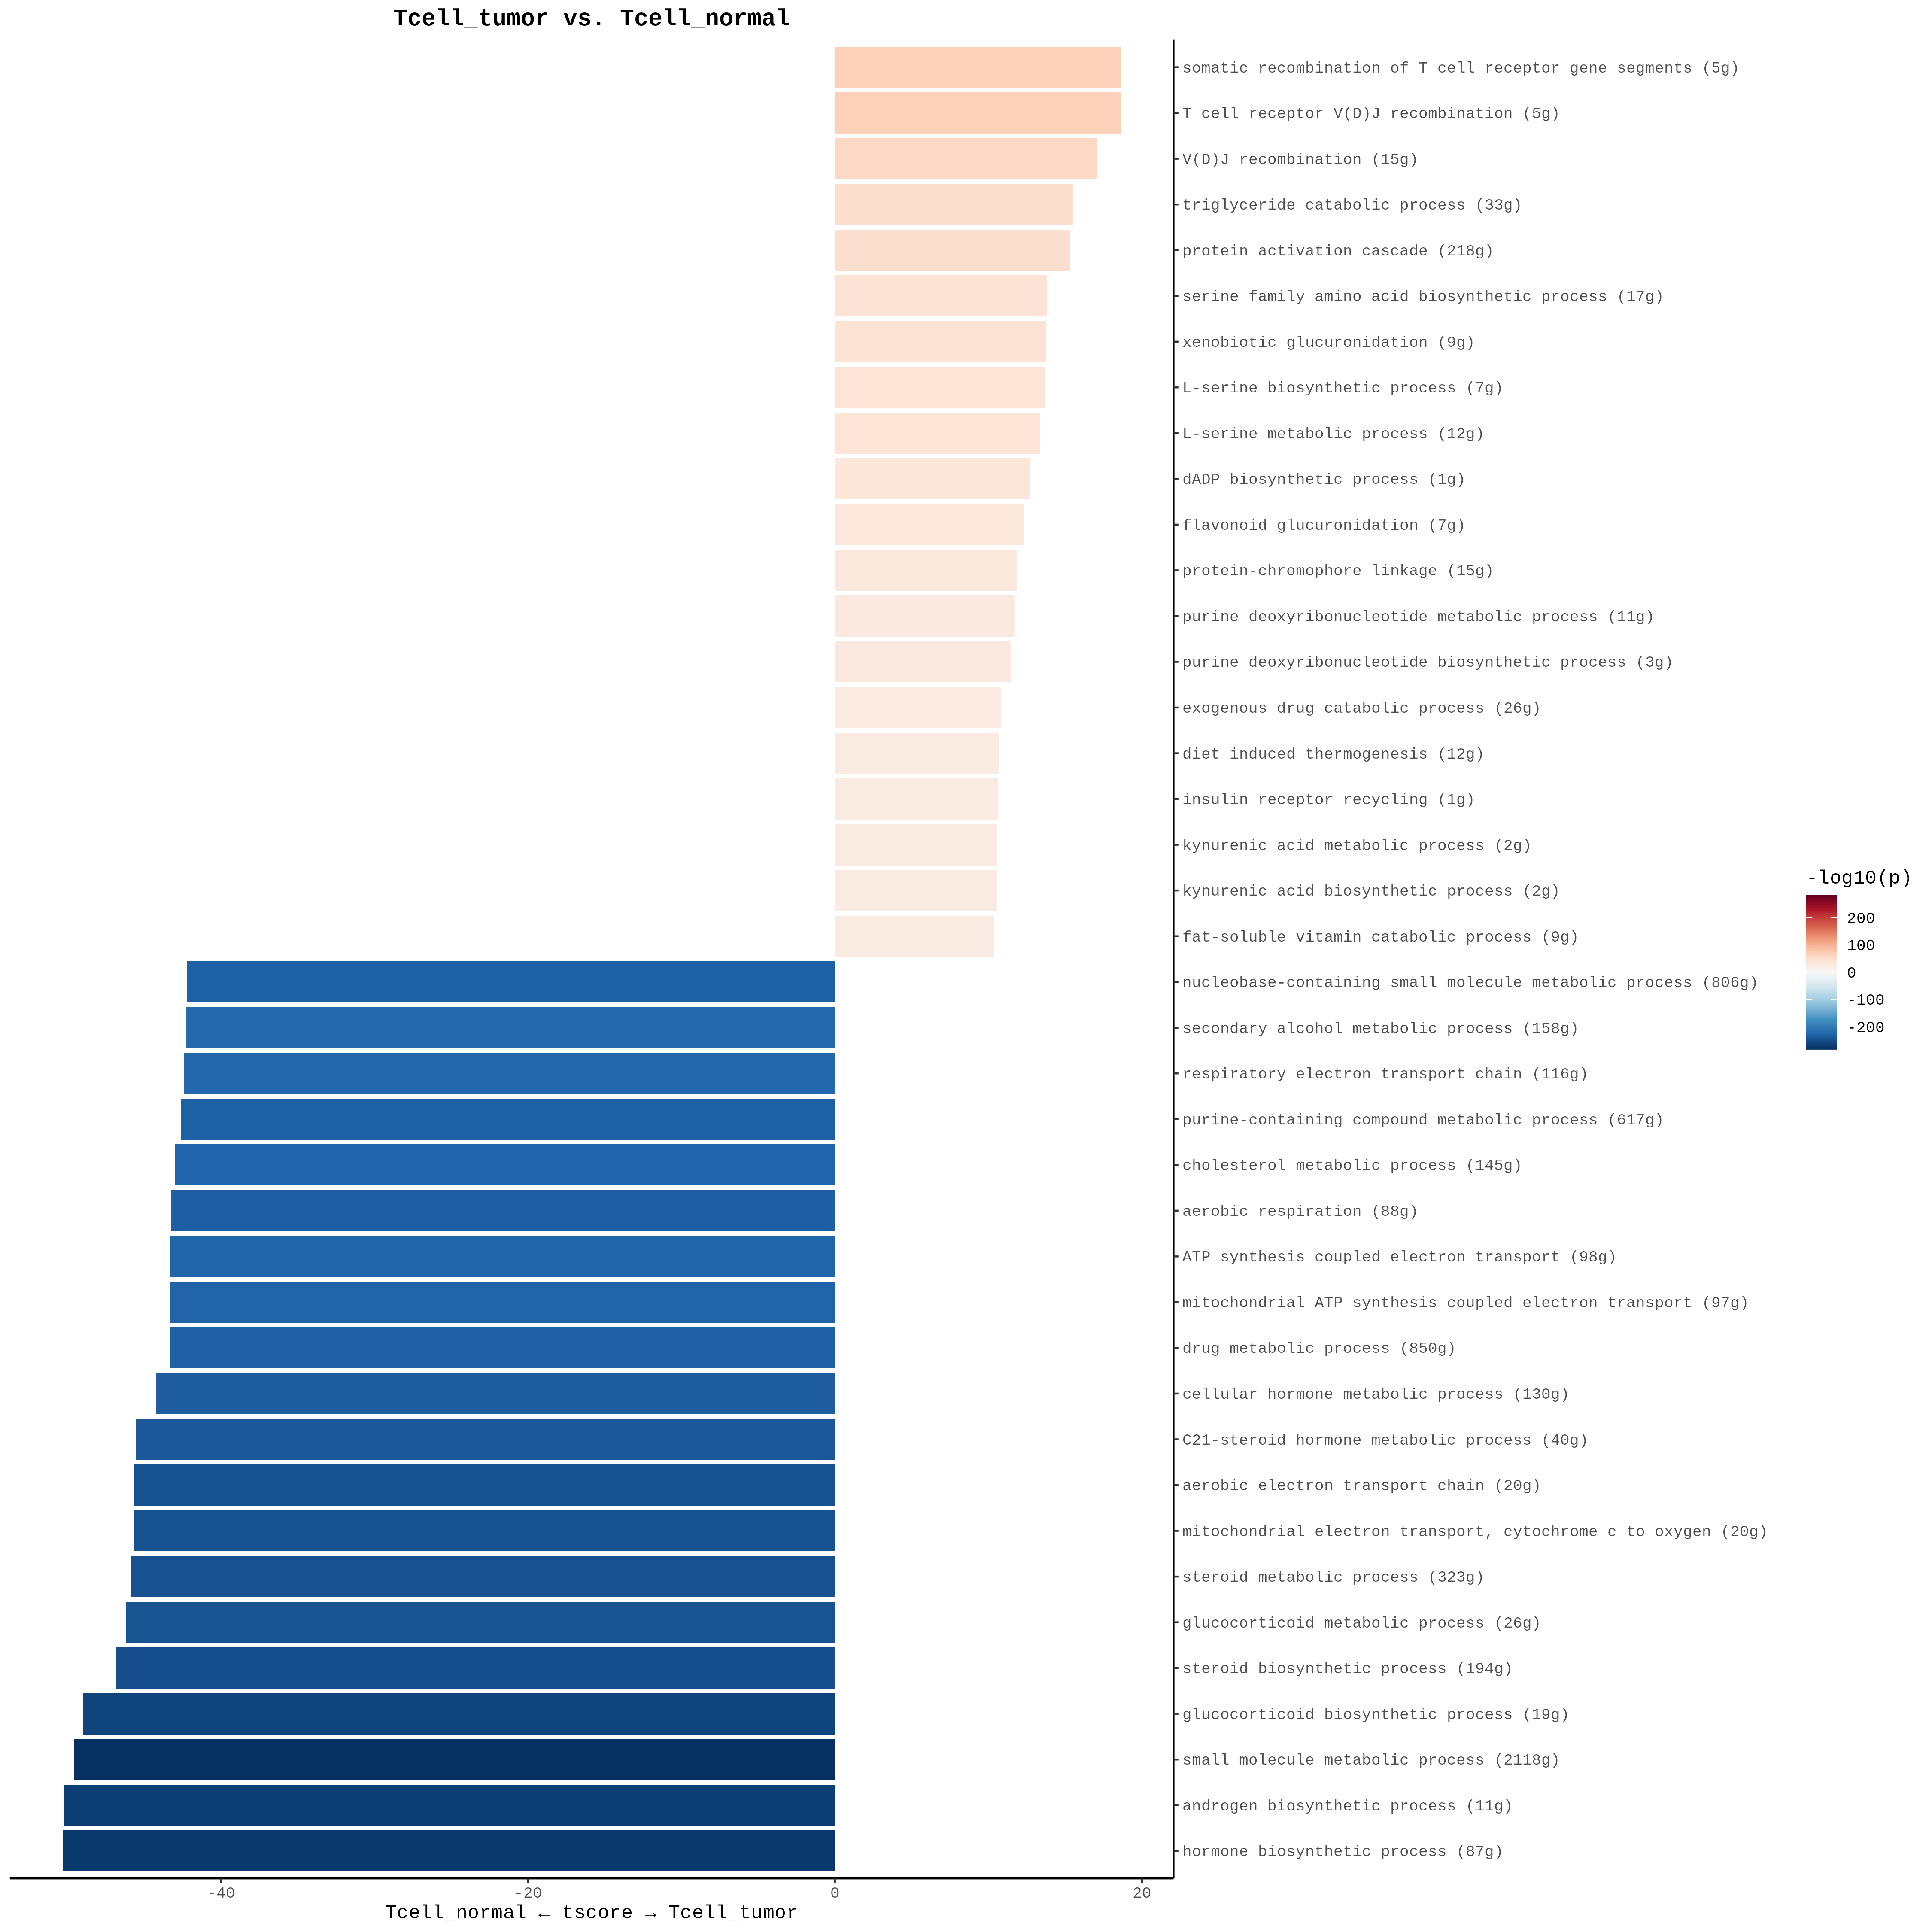 Tcell_tumor vs. Tcell_normal
somatic recombination of T cell receptor gene segments (5g)
T cell receptor V(D)J recombination (5g)
V(D)J recombination (15g)
triglyceride catabolic process (33g)
protein activation cascade (218g)
serine family amino acid biosynthetic process (17g)
xenobiotic glucuronidation (9g)
L-serine biosynthetic process (7g)
L-serine metabolic process (12g)
dADP biosynthetic process (1g)
flavonoid glucuronidation (7g)
protein-chromophore linkage (15g)
purine deoxyribonucleotide metabolic process (11g)
purine deoxyribonucleotide biosynthetic process (3g)
exogenous drug catabolic process (26g)
diet induced thermogenesis (12g)
insulin receptor recycling (1g)
kynurenic acid metabolic process (2g)
kynurenic acid biosynthetic process (2g)
fat-soluble vitamin catabolic process (9g)
nucleobase-containing small molecule metabolic process (806g)
secondary alcohol metabolic process (158g)
respiratory electron transport chain (116g)
purine-containing compound metabolic process (617g)
cholesterol metabolic process (145g)
aerobic respiration (88g)
ATP synthesis coupled electron transport (98g)
mitochondrial ATP synthesis coupled electron transport (97g)
drug metabolic process (850g)
cellular hormone metabolic process (130g)
C21-steroid hormone metabolic process (40g)
aerobic electron transport chain (20g)
mitochondrial electron transport, cytochrome c to oxygen (20g)
steroid metabolic process (323g)
glucocorticoid metabolic process (26g)
steroid biosynthetic process (194g)
glucocorticoid biosynthetic process (19g)
small molecule metabolic process (2118g)
androgen biosynthetic process (11g)
hormone biosynthetic process (87g)
-40 -20 0 20
Tcell_normal ← tscore → Tcell_tumor
-log10(p)
200
100
0
-100
-200